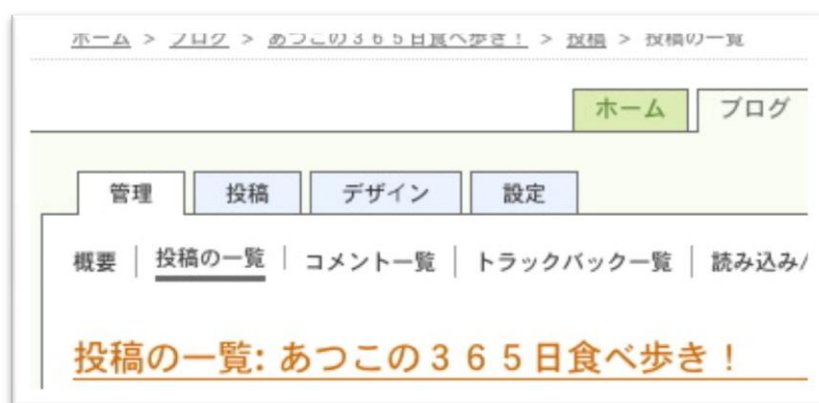 ホーム > ブログ > あつこの３６５日食べ歩き！ > 投稿 > 投稿の一覧
ホーム ブログ
管理 投稿 デザイン 設定
概要 | 投稿の一覧 | コメント一覧 | トラックバック一覧 | 読み込み/
投稿の一覧: あつこの３６５日食べ歩き！